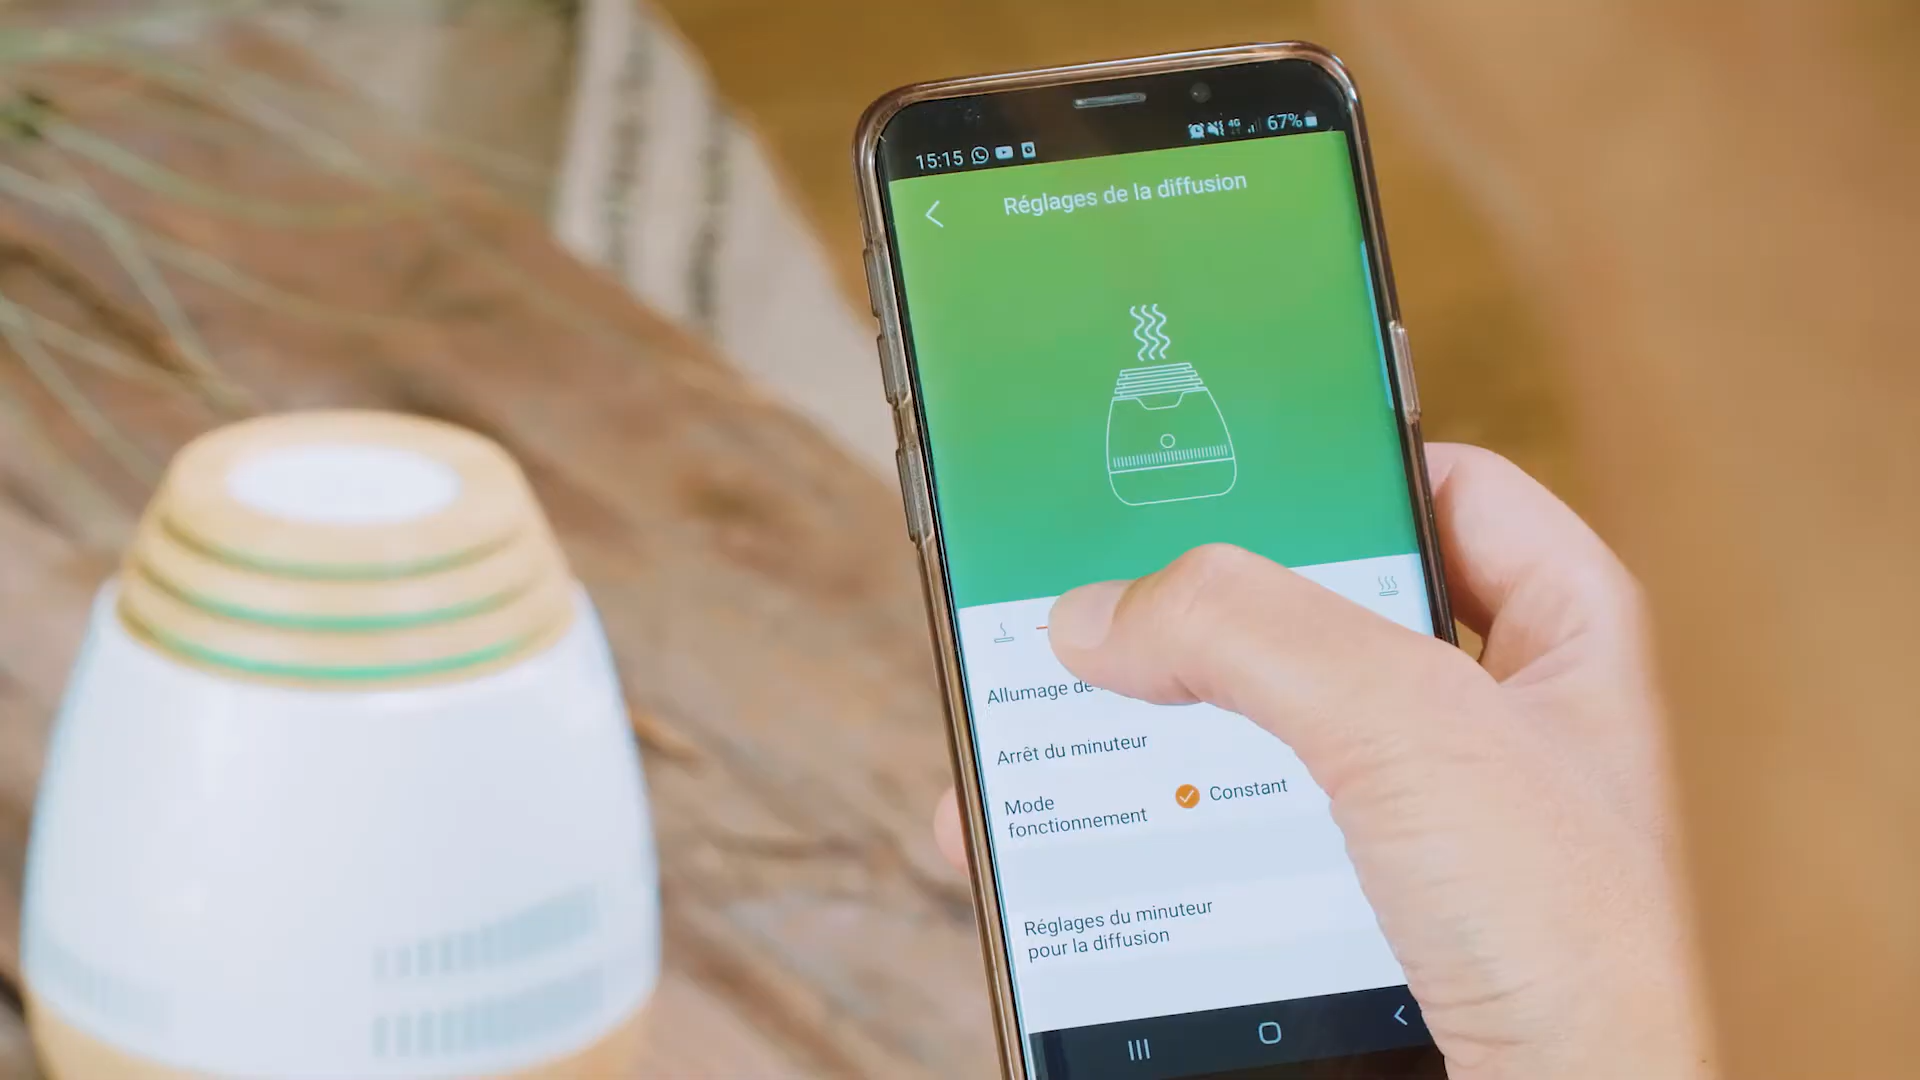 15:15
4G
67%
Réglages de la diffusion
Allumage de
Arrêt du minuteur
Mode
fonctionnement
Constant
Réglages du minuteur
pour la diffusion